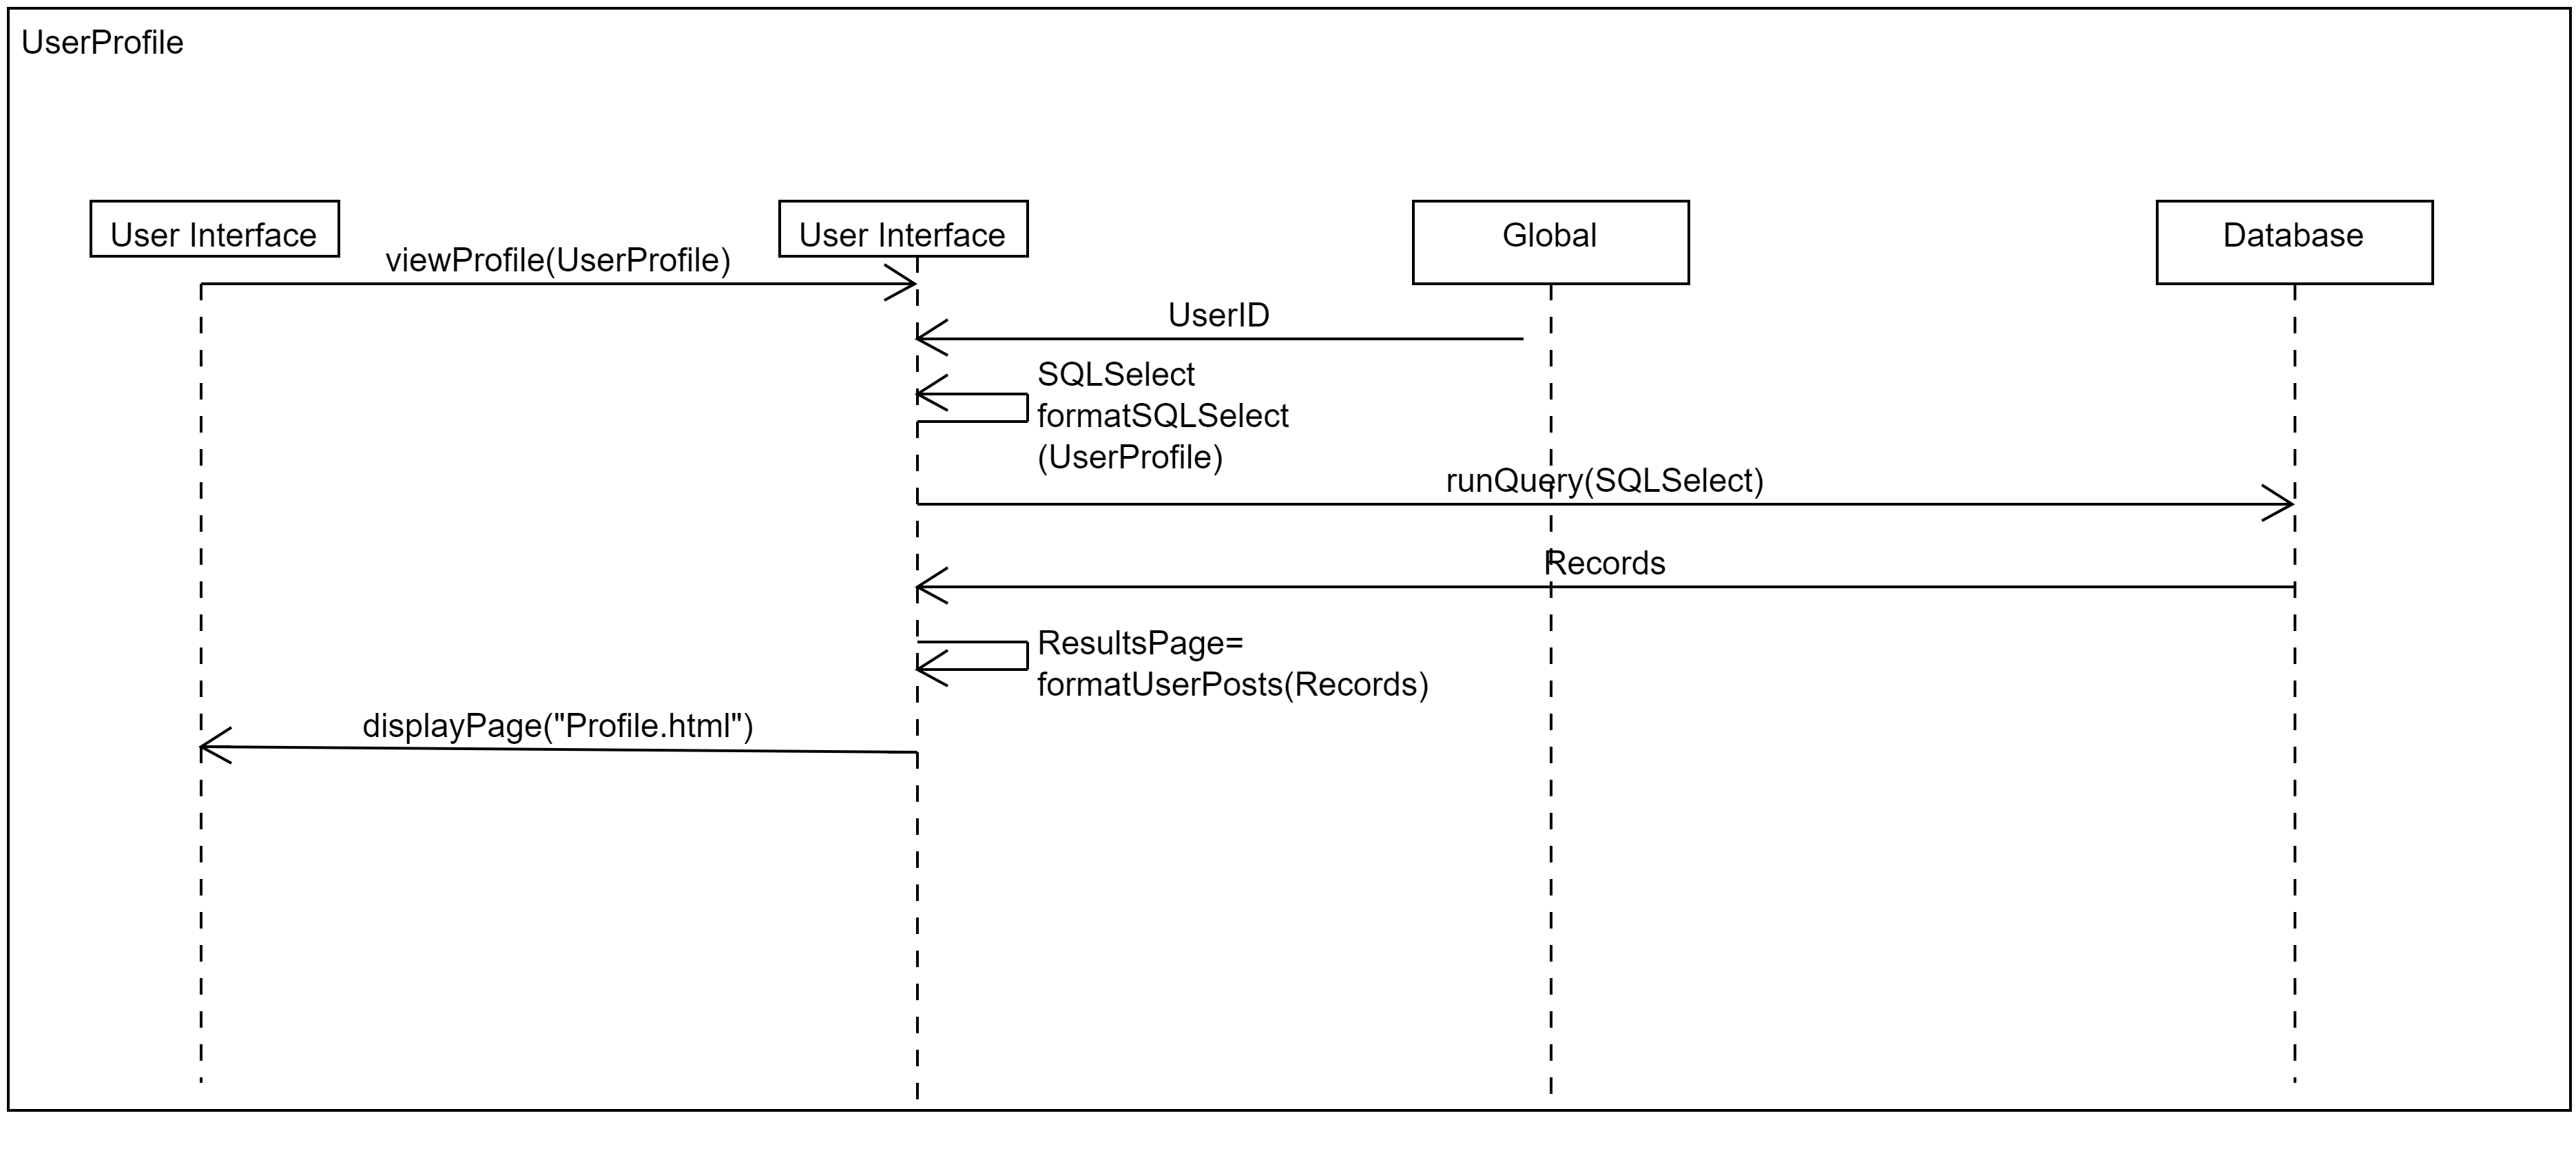 UserProfile
User Interface
User Interface
Global
Database
viewProfile(UserProfile)
UserID
SQLSelect
formatSQLSelect
(UserProfile)
runQuery(SQLSelect)
Records
ResultsPage=
formatUserPosts(Records)
displayPage("Profile.html")